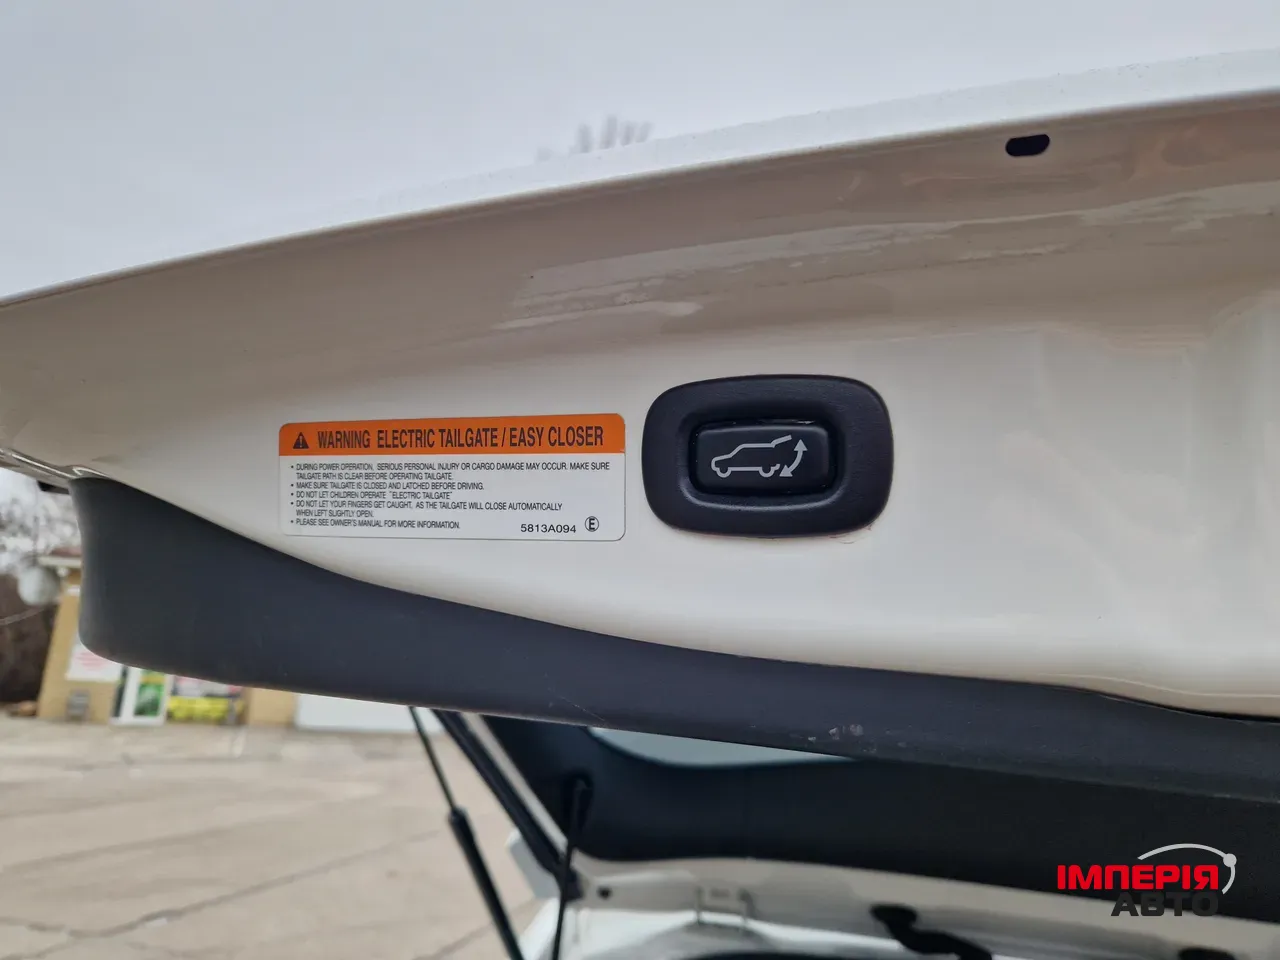 WARNING ELECTRIC TAILGATE / EASY CLOSER
• DURING POWER OPERATION, SERIOUS PERSONAL INJURY OR CARGO DAMAGE MAY OCCUR. MAKE SURE
TAILGATE PATH IS CLEAR BEFORE OPERATING TAILGATE.
• MAKE SURE TAILGATE IS CLOSED AND LATCHED BEFORE DRIVING.
• DO NOT LET CHILDREN OPERATE "ELECTRIC TAILGATE"
• DO NOT LET YOUR FINGERS GET CAUGHT, AS THE TAILGATE WILL CLOSE AUTOMATICALLY
WHEN LEFT SLIGHTLY OPEN.
• PLEASE SEE OWNER'S MANUAL FOR MORE INFORMATION.
5813A094 Ⓔ
ІМПЕРІЯ
АВТО